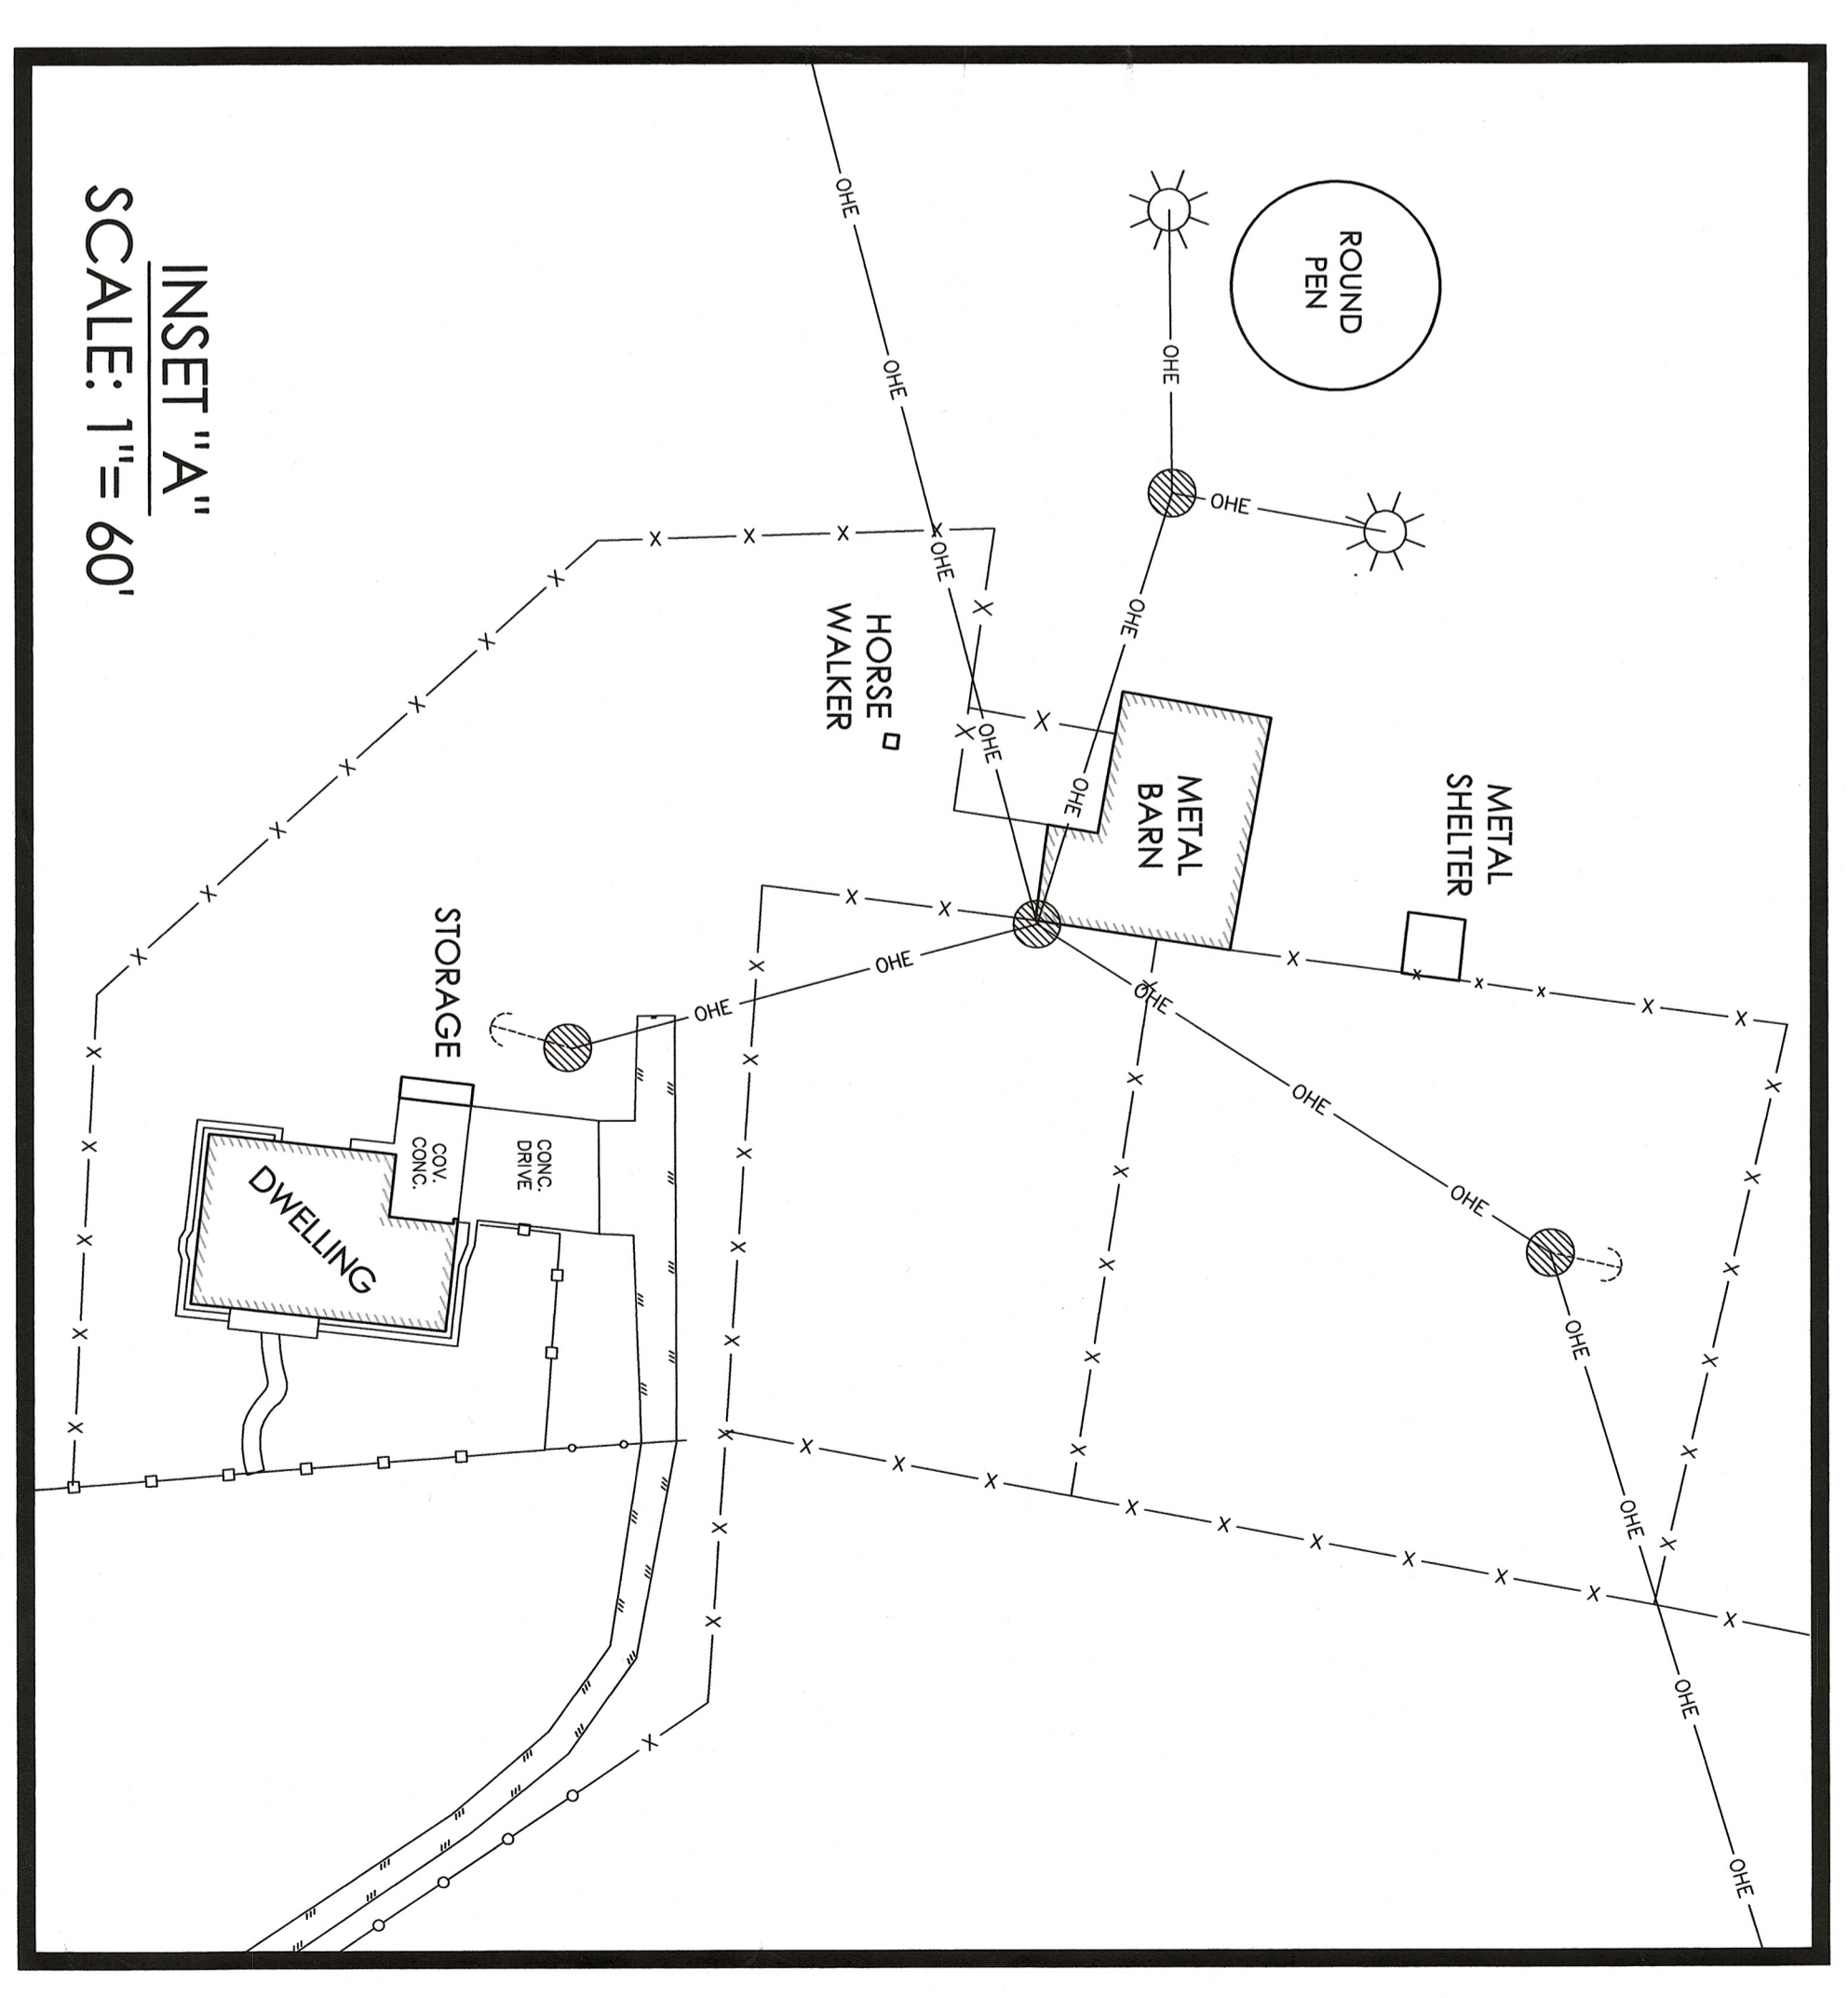 OHE
OHE
OHE
OHE
METAL
SHELTER
OHE
ROUND
PEN
OHE
OHE
METAL
BARN
OHE
OHE
OHE
OHE
OHE
OHE
OHE
OHE
HORSE
WALKER
OHE
OHE
CONC.
DRIVE
STORAGE
COV.
CONC.
DWELLING
INSET "A"
SCALE: 1"= 60'